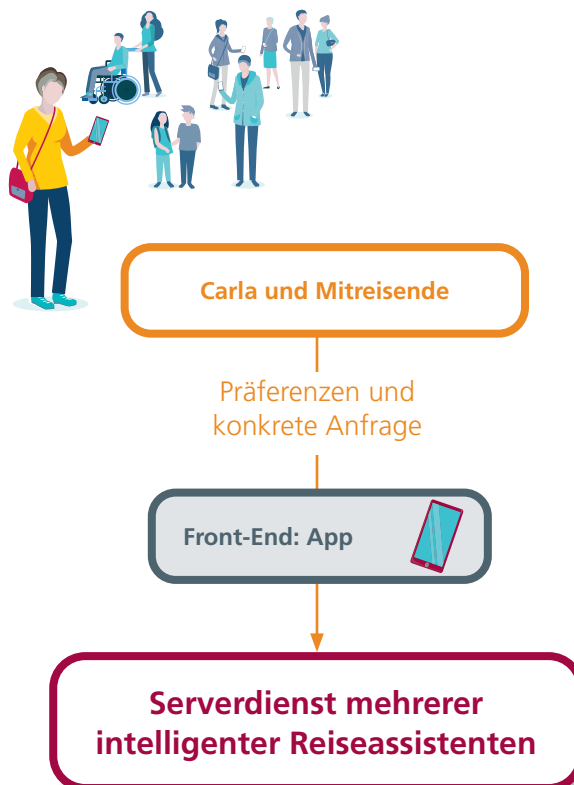 Carla und Mitreisende
Präferenzen und
konkrete Anfrage
Front-End: App
Serverdienst mehrerer
intelligenter Reiseassistenten